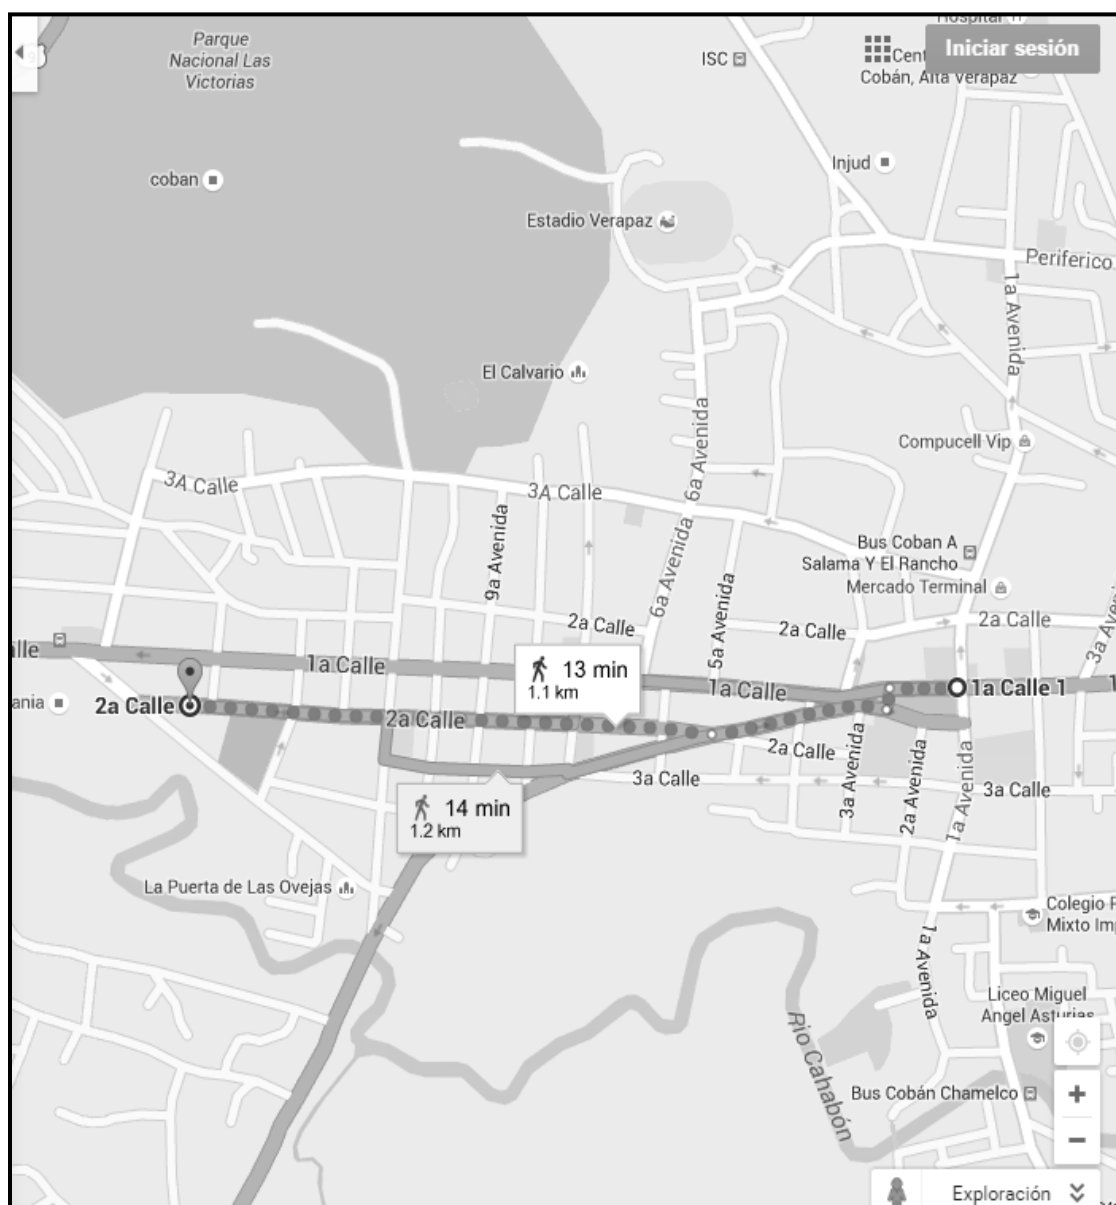 Parque
Nacional Las
Victorias
ISC
Iniciar sesión
Cobán, Alta Verapaz
coban
Injud
Estadio Verapaz
Periferico
1a Avenida
El Calvario
6a Avenida
Compucell Vip
3A Calle
3A Calle
9a Avenida
6a Avenida
5a Avenida
Bus Coban A
Salama Y El Rancho
Mercado Terminal
2a Calle
2a Calle
2a Calle
1a Calle
13 min
1.1 km
1a Calle
1a Calle 1
2a Calle
2a Calle
2a Calle
3a Calle
3a Avenida
2a Avenida
1a Avenida
3a Calle
14 min
1.2 km
La Puerta de Las Ovejas
1a Avenida
Colegio
Liceo Miguel
Angel Asturias
Rio Cahabón
Bus Cobán Chamelco
+
−
Exploración